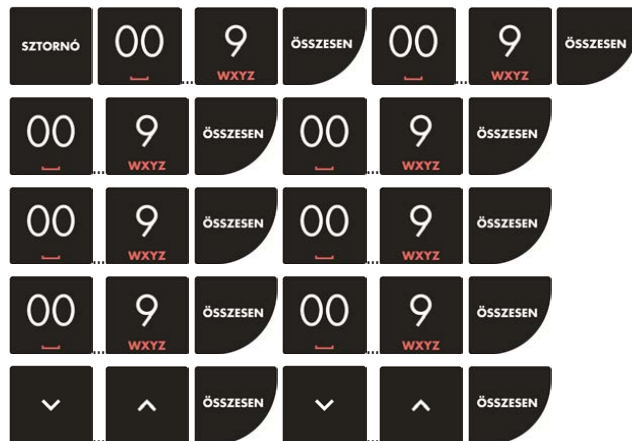 SZTORNÓ 00 ... 9 WXYZ ÖSSZESEN 00 ... 9 WXYZ ÖSSZESEN
00 ... 9 WXYZ ÖSSZESEN 00 ... 9 WXYZ ÖSSZESEN
00 ... 9 WXYZ ÖSSZESEN 00 ... 9 WXYZ ÖSSZESEN
00 ... 9 WXYZ ÖSSZESEN 00 ... 9 WXYZ ÖSSZESEN
... ÖSSZESEN ... ÖSSZESEN